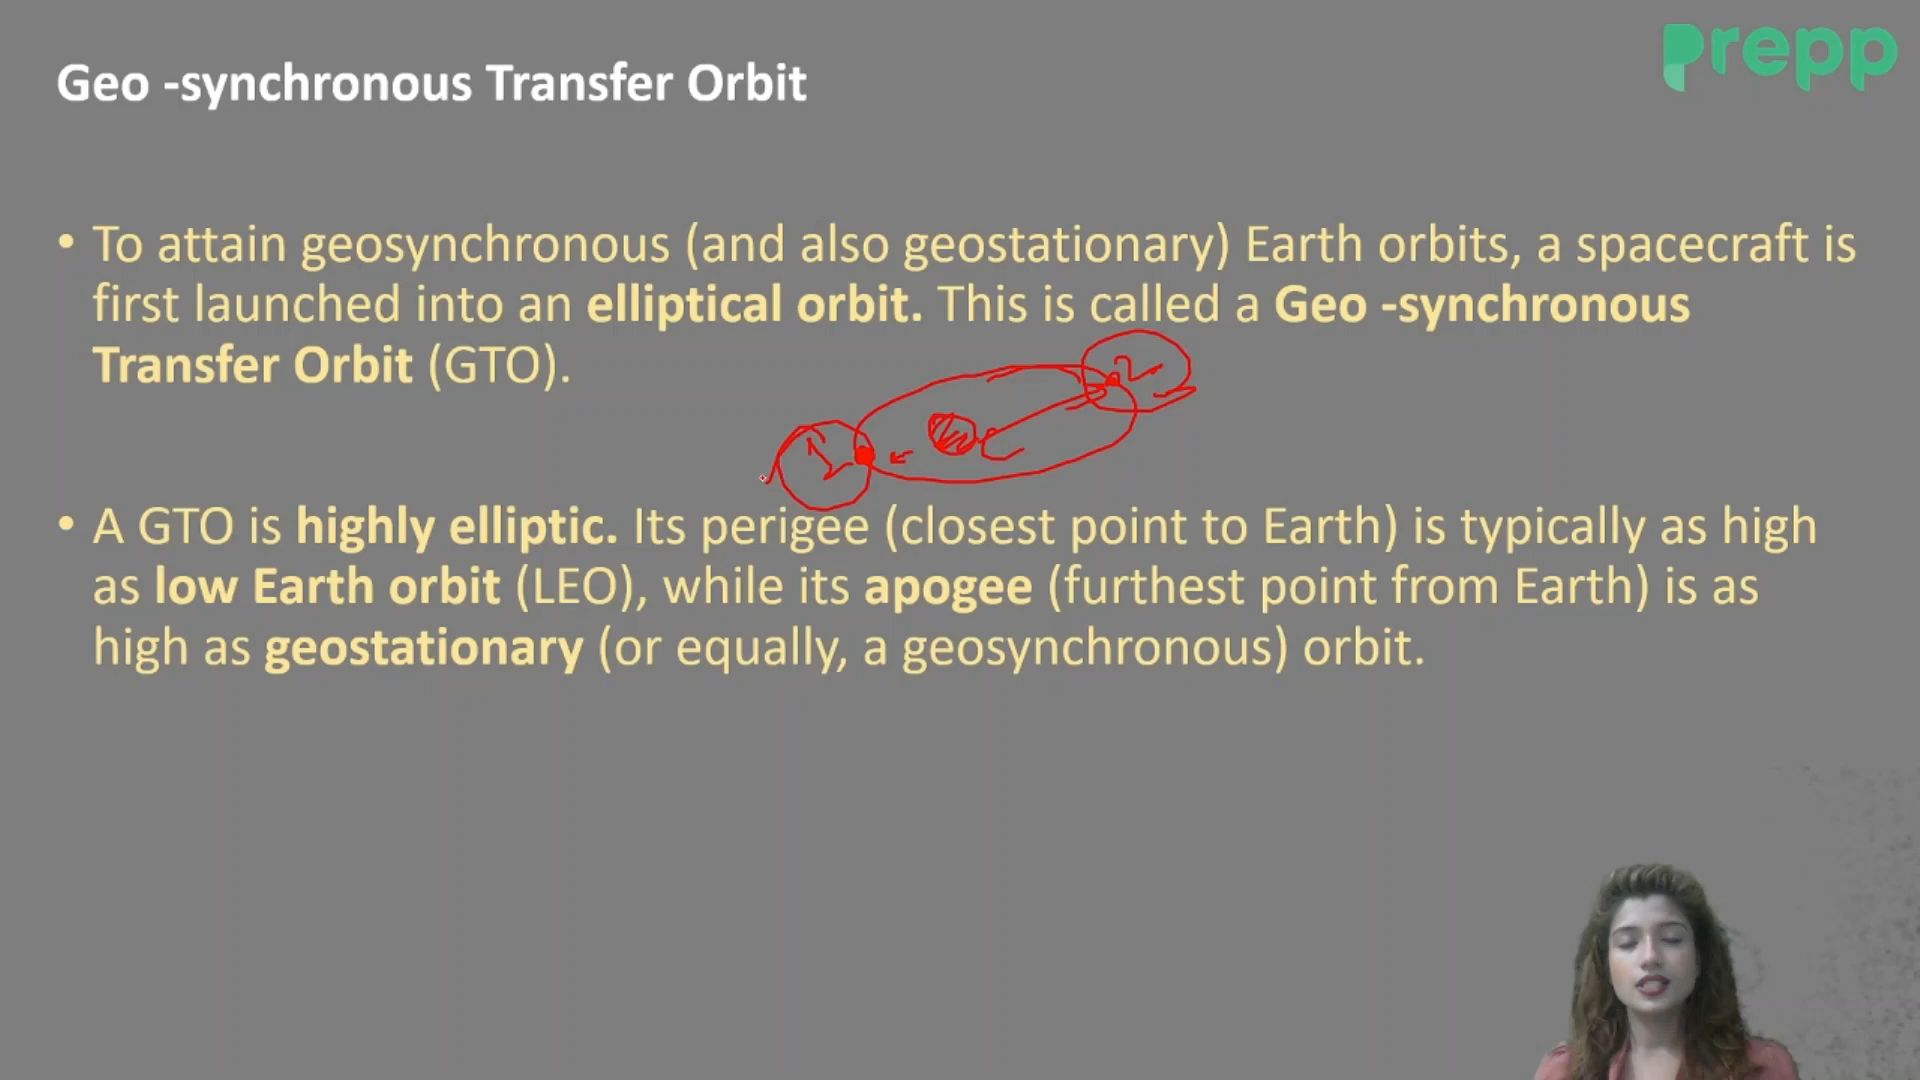 prepp
Geo -synchronous Transfer Orbit
• To attain geosynchronous (and also geostationary) Earth orbits, a spacecraft is
first launched into an elliptical orbit. This is called a Geo -synchronous
Transfer Orbit (GTO).
2
1
• A GTO is highly elliptic. Its perigee (closest point to Earth) is typically as high
as low Earth orbit (LEO), while its apogee (furthest point from Earth) is as
high as geostationary (or equally, a geosynchronous) orbit.